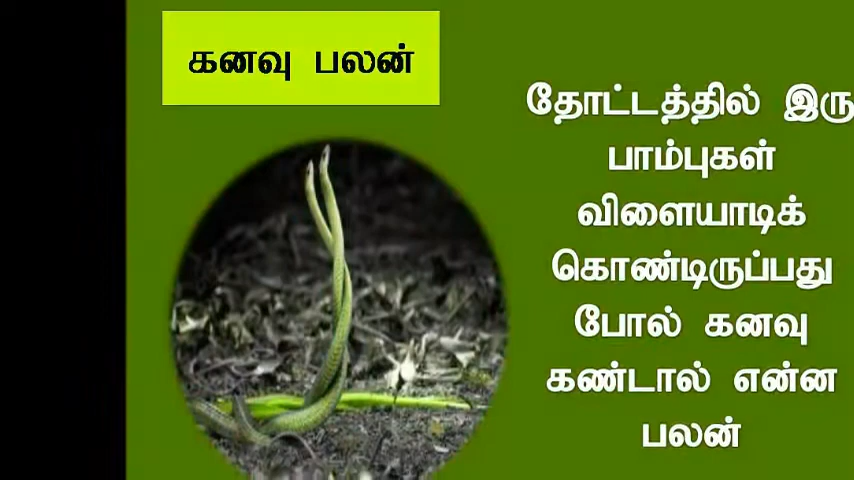 கனவு பலன்
தோட்டத்தில் இரு
பாம்புகள்
விளையாடிக்
கொண்டிருப்பது
போல் கனவு
கண்டால் என்ன
பலன்